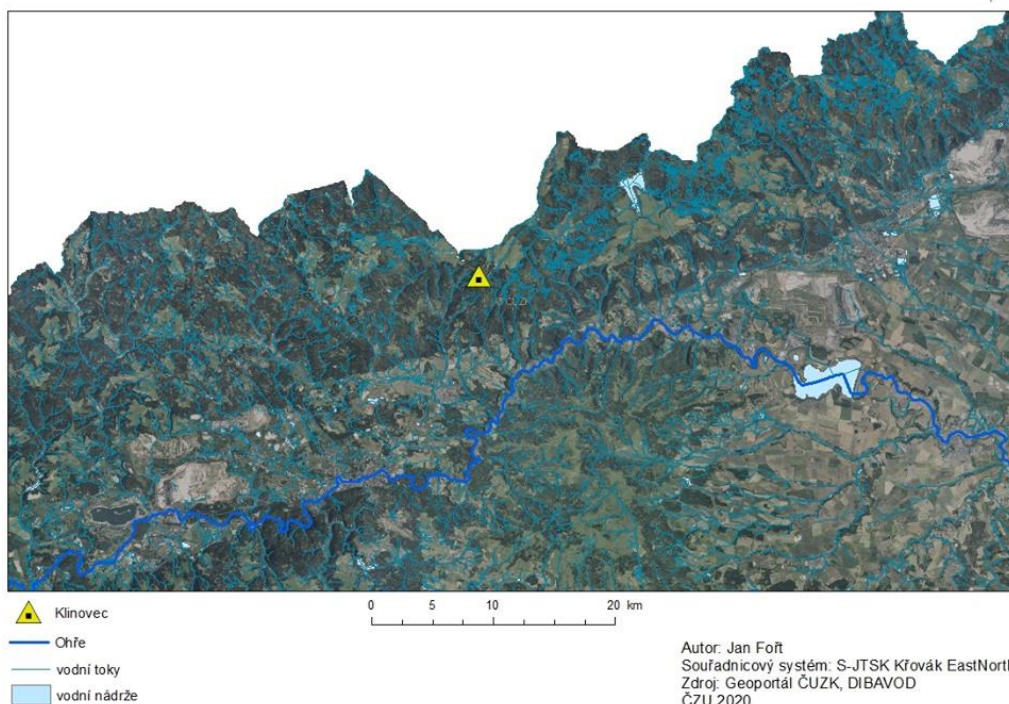 Klinovec
Ohře
vodní toky
vodní nádrže
0 5 10 20 km
Autor: Jan Fořt
Souřadnicový systém: S-JTSK Křovák EastNorth
Zdroj: Geoportál ČUZK, DIBAVOD
ČZU 2020